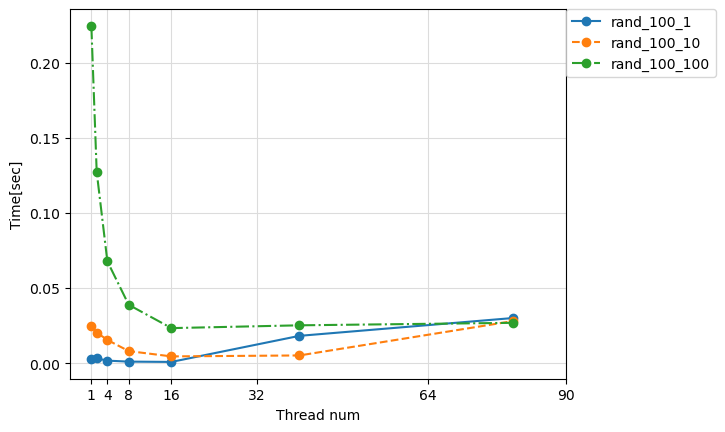 rand_100_1
rand_100_10
rand_100_100
0.20
0.15
0.10
0.05
0.00
Time[sec]
1 4 8 16 32 64 90
Thread num